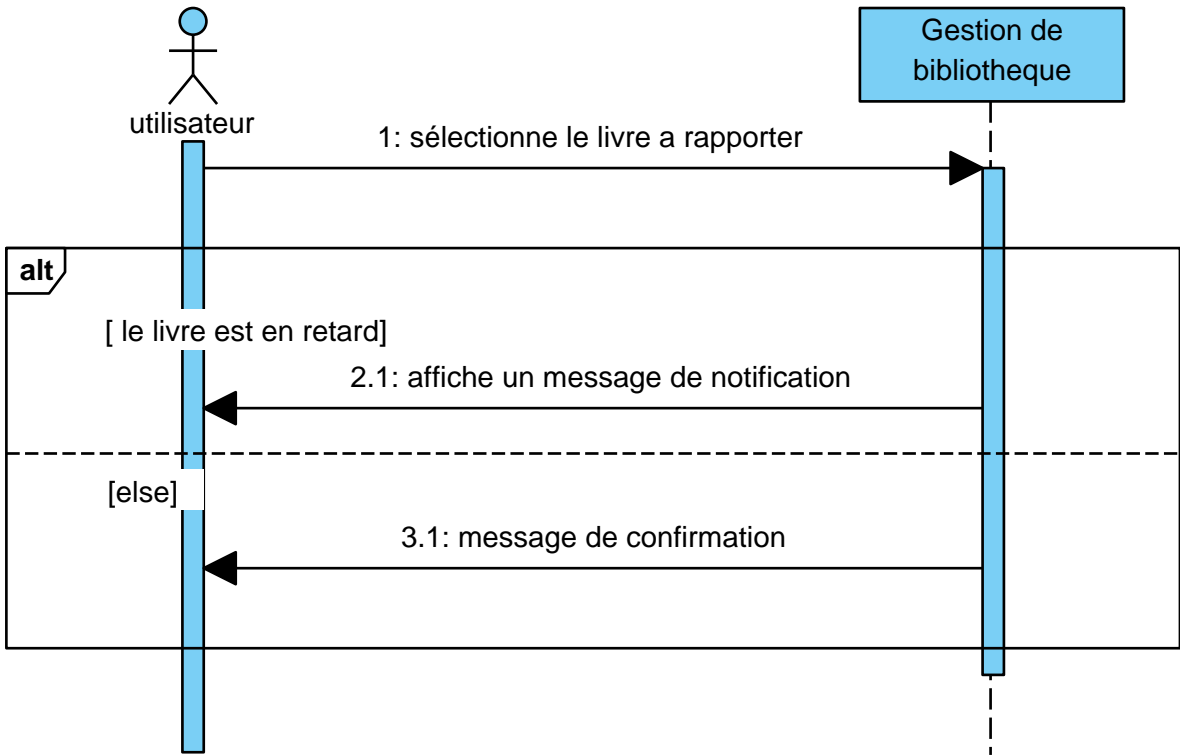 Gestion de
bibliotheque
utilisateur
1: sélectionne le livre a rapporter
alt
[ le livre est en retard]
2.1: affiche un message de notification
[else]
3.1: message de confirmation